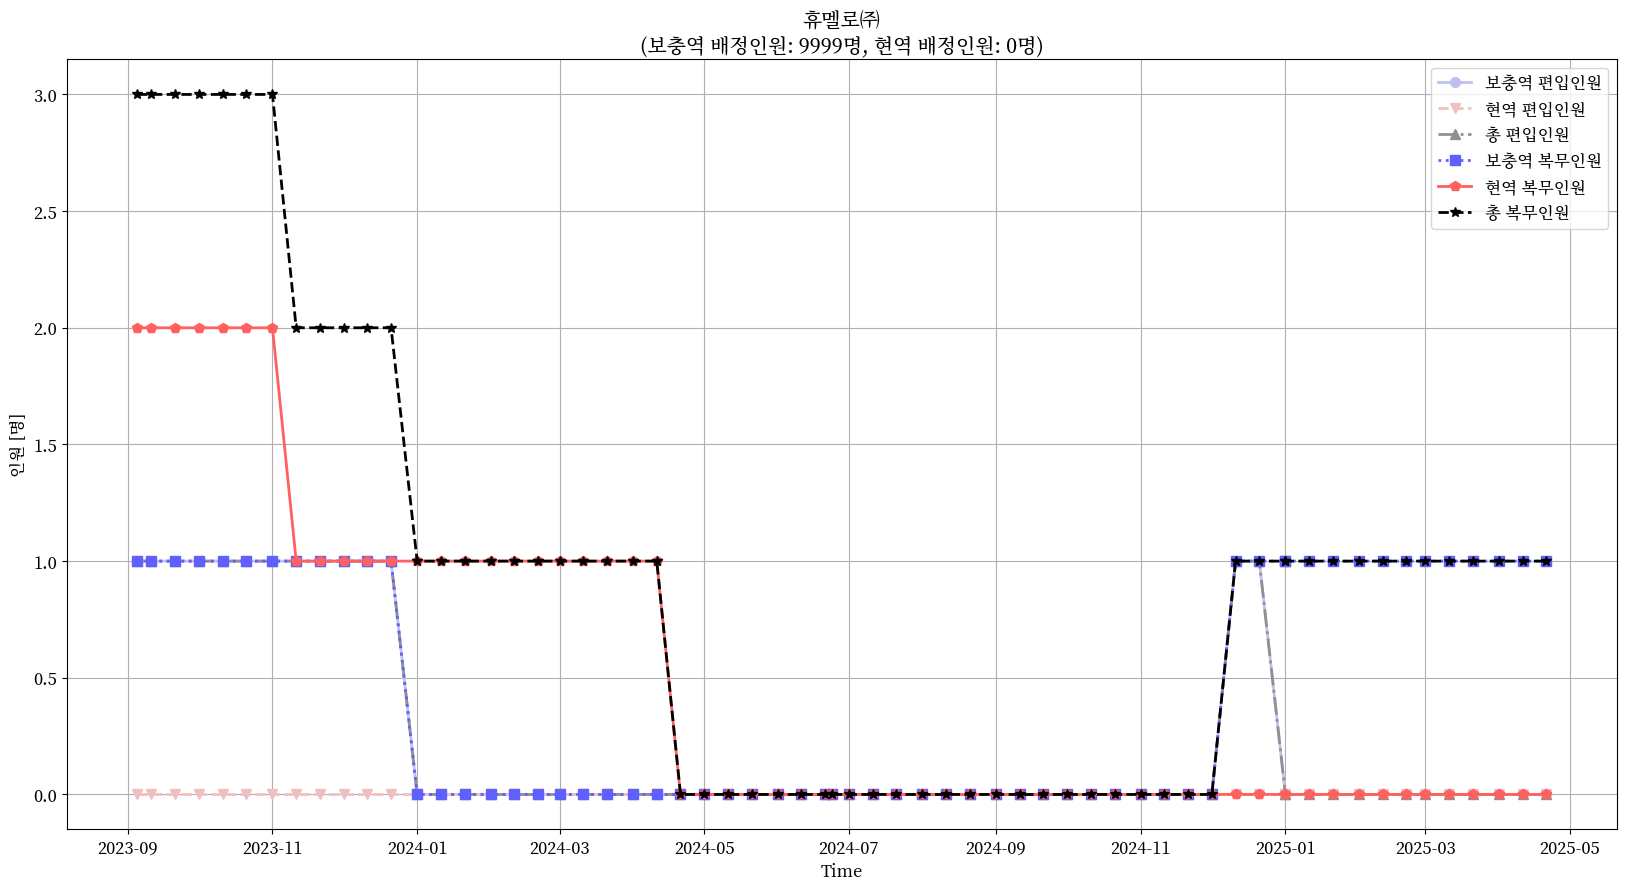 휴멜로㈜
(보충역 배정인원: 9999명, 현역 배정인원: 0명)
보충역 편입인원
현역 편입인원
총 편입인원
보충역 복무인원
현역 복무인원
총 복무인원
인원 [명]
3.0
2.5
2.0
1.5
1.0
0.5
0.0
2023-09
2023-11
2024-01
2024-03
2024-05
2024-07
2024-09
2024-11
2025-01
2025-03
2025-05
Time